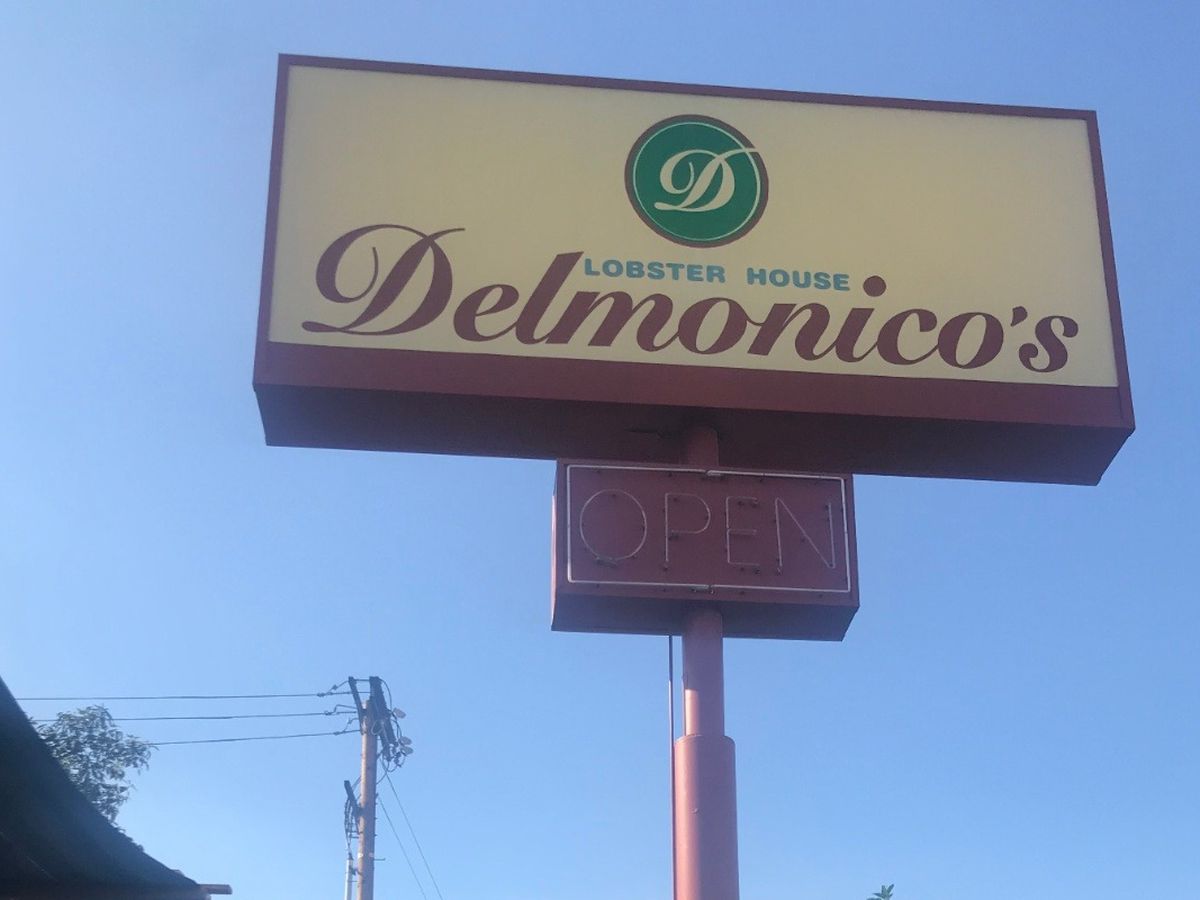 D
LOBSTER HOUSE
Delmonico's
OPEN